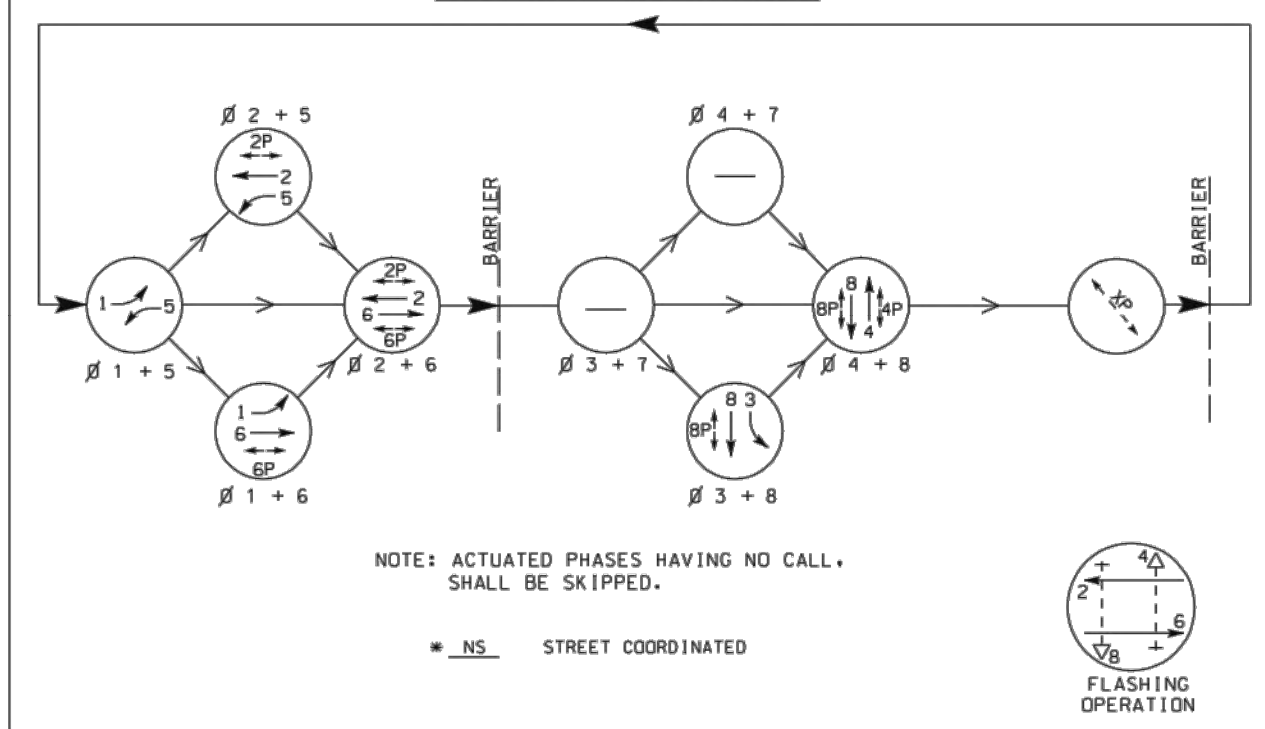 Ø 2 + 5
2P
2
5
Ø 4 + 7
BARRIER
BARRIER
1
5
Ø 1 + 5
2P
2
6
6P
Ø 2 + 6
Ø 3 + 7
8
8P
4P
4
Ø 4 + 8
XP
1
6
6P
Ø 1 + 6
8 3
8P
Ø 3 + 8
NOTE: ACTUATED PHASES HAVING NO CALL,
SHALL BE SKIPPED.
* NS STREET COORDINATED
4
2
6
8
FLASHING
OPERATION